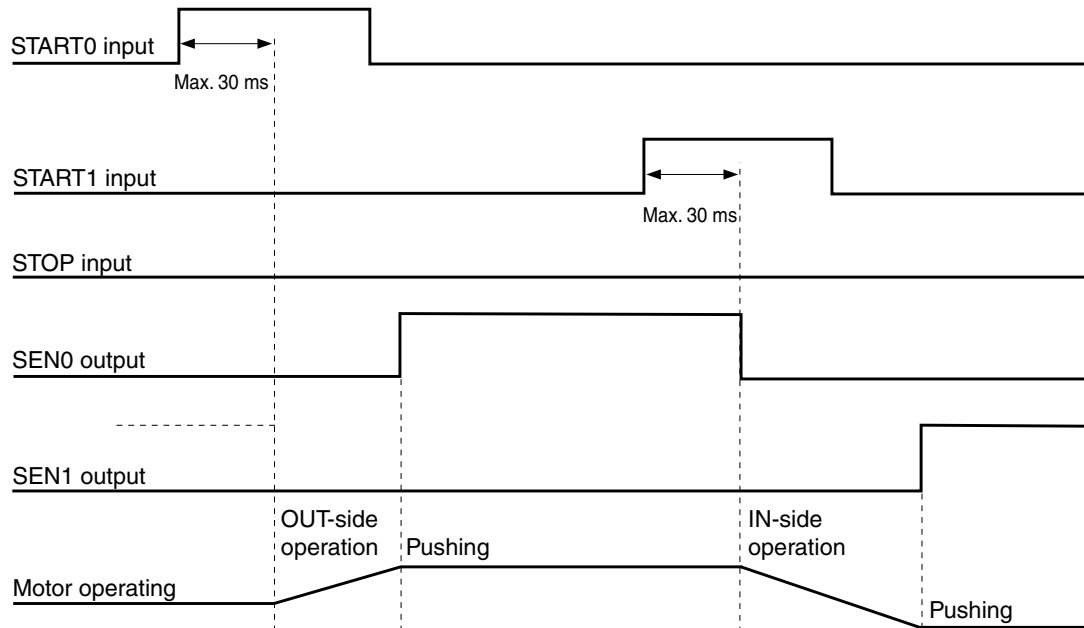 START0 input
Max. 30 ms
START1 input
Max. 30 ms
STOP input
SEN0 output
SEN1 output
OUT-side
operation
Pushing
IN-side
operation
Motor operating
Pushing